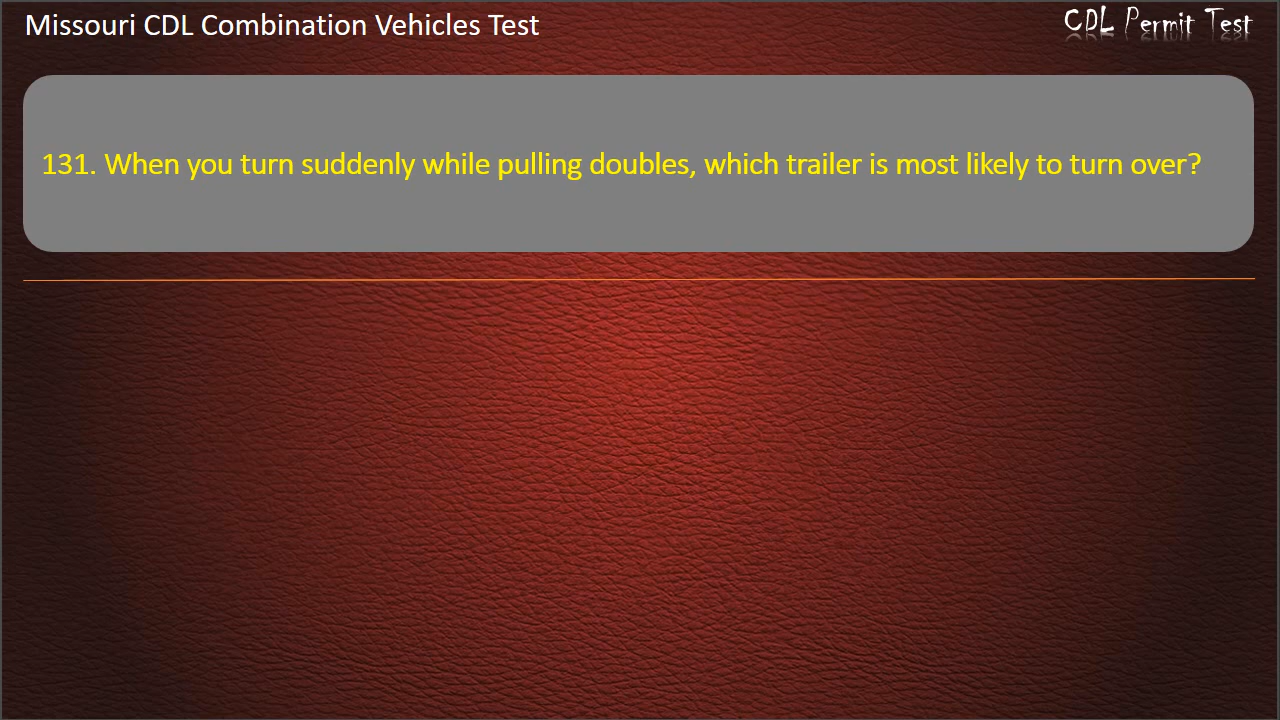 Missouri CDL Combination Vehicles Test
CDL Permit Test
131. When you turn suddenly while pulling doubles, which trailer is most likely to turn over?